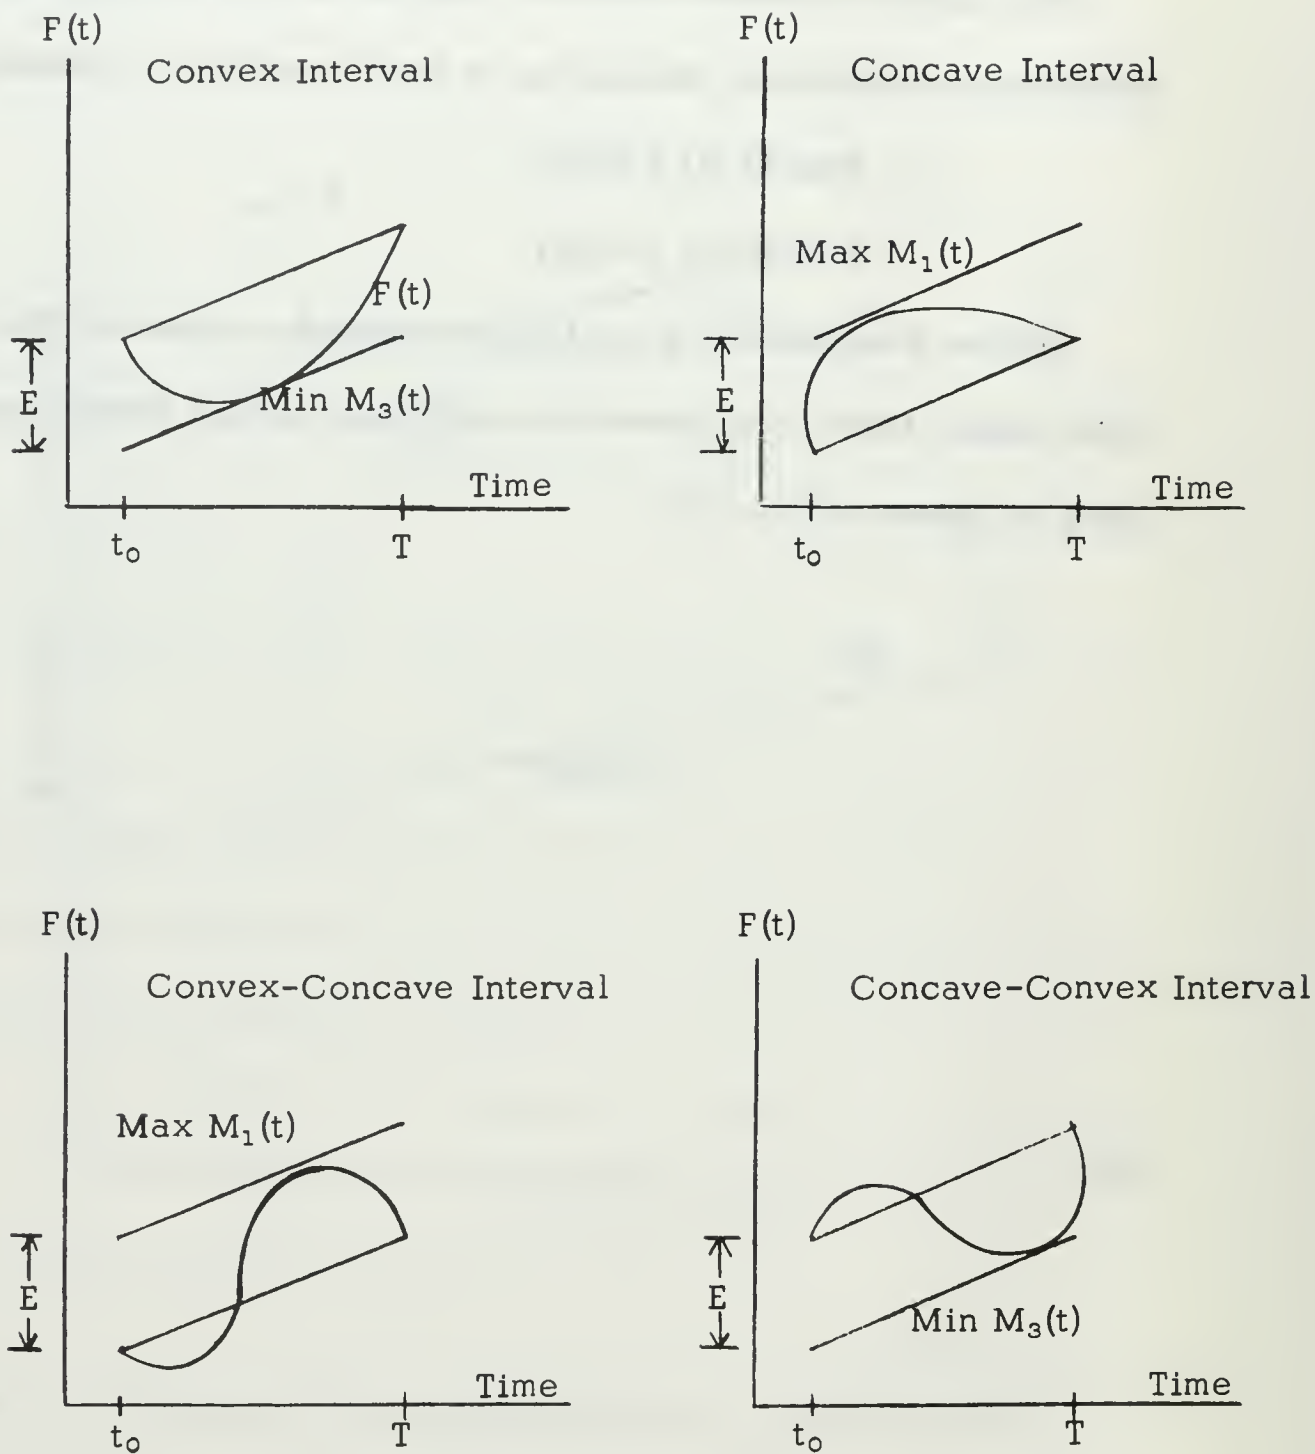 F(t)
Convex Interval
F(t)
Min M₃(t)
E
Time
t₀
T
F(t)
Concave Interval
Max M₁(t)
E
Time
t₀
T
F(t)
Convex-Concave Interval
Max M₁(t)
E
Time
t₀
T
F(t)
Concave-Convex Interval
E
Min M₃(t)
Time
t₀
T